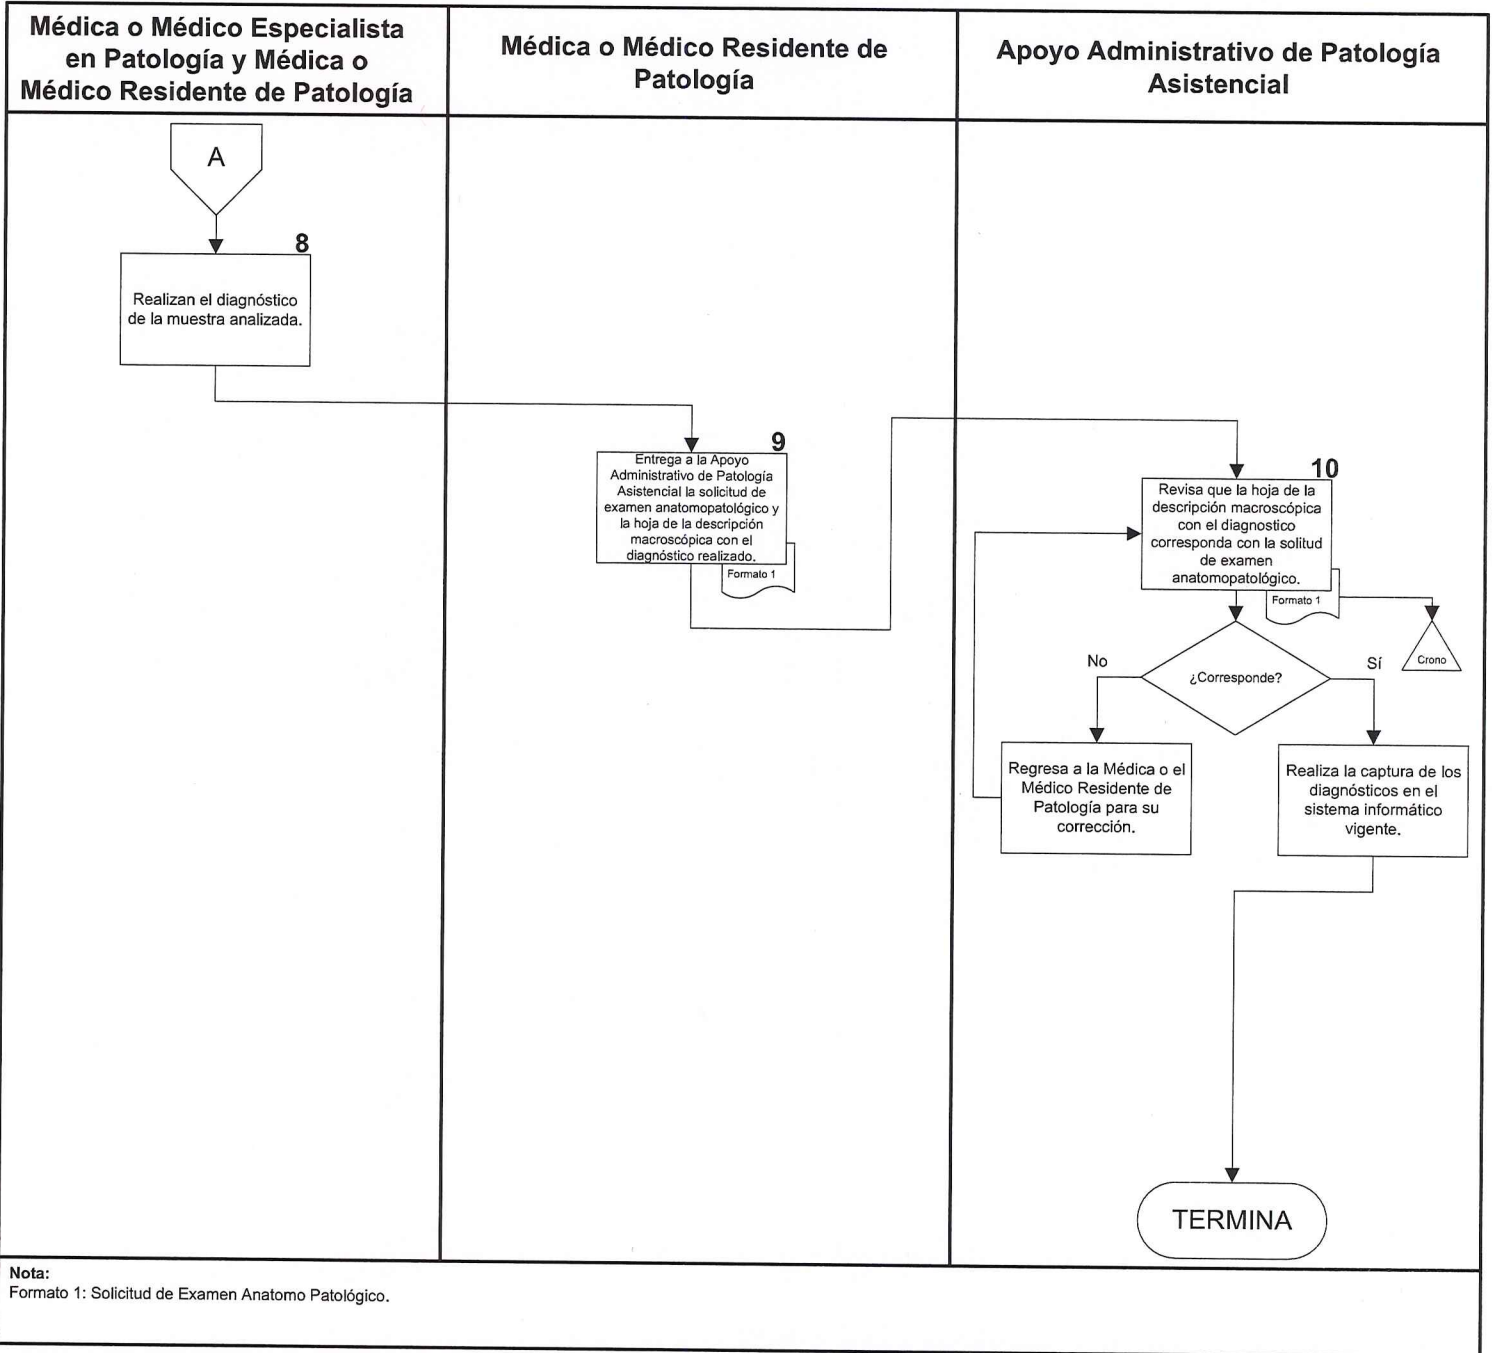 Médica o Médico Especialista
en Patología y Médica o
Médico Residente de Patología
Médica o Médico Residente de
Patología
Apoyo Administrativo de Patología
Asistencial
A
8
Realizan el diagnóstico
de la muestra analizada.
9
Entrega a la Apoyo
Administrativo de Patología
Asistencial la solicitud de
examen anatomopatológico y
la hoja de la descripción
macroscópica con el
diagnóstico realizado.
Formato 1
10
Revisa que la hoja de la
descripción macroscópica
con el diagnostico
corresponda con la solitud
de examen
anatomopatológico.
Formato 1
Crono
¿Corresponde?
No
Sí
Regresa a la Médica o el
Médico Residente de
Patología para su
corrección.
Realiza la captura de los
diagnósticos en el
sistema informático
vigente.
TERMINA
Nota:
Formato 1: Solicitud de Examen Anatomo Patológico.